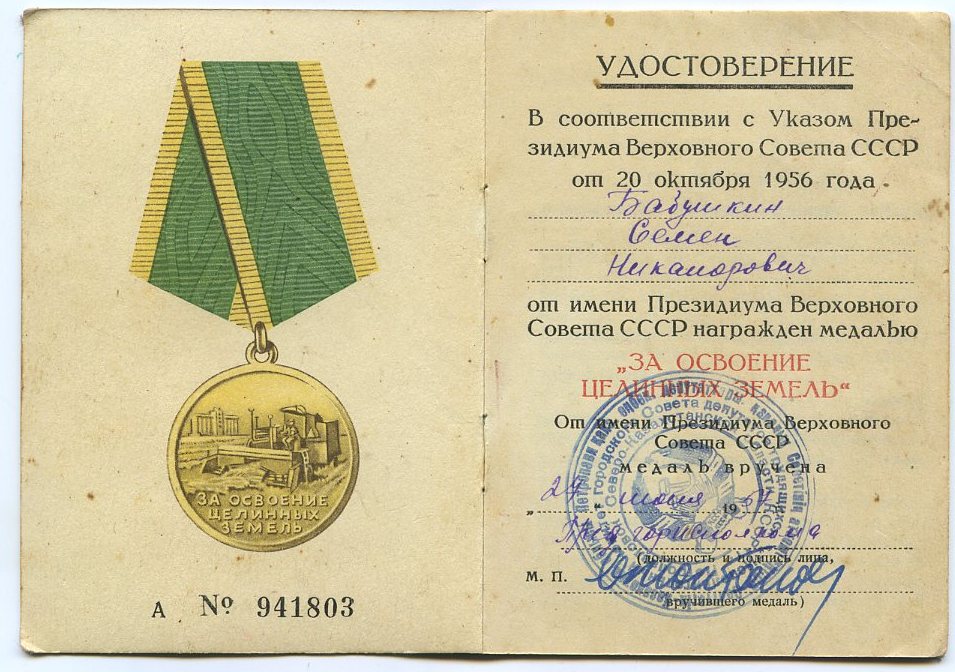 ЗА ОСВОЕНИЕ
ЦЕЛИННЫХ
ЗЕМЕЛЬ
А № 941803
УДОСТОВЕРЕНИЕ
В соответствии с Указом Пре-
зидиума Верховного Совета СССР
от 20 октября 1956 года
Бабушкин
Семен
Никанорович
от имени Президиума Верховного
Совета СССР награжден медалью
„ЗА ОСВОЕНИЕ
ЦЕЛИННЫХ ЗЕМЕЛЬ“
От имени Президиума Верховного
Совета СССР
медаль вручена
„ 29 “ 19
(должность и подпись лица,
М. П.
вручившего медаль)